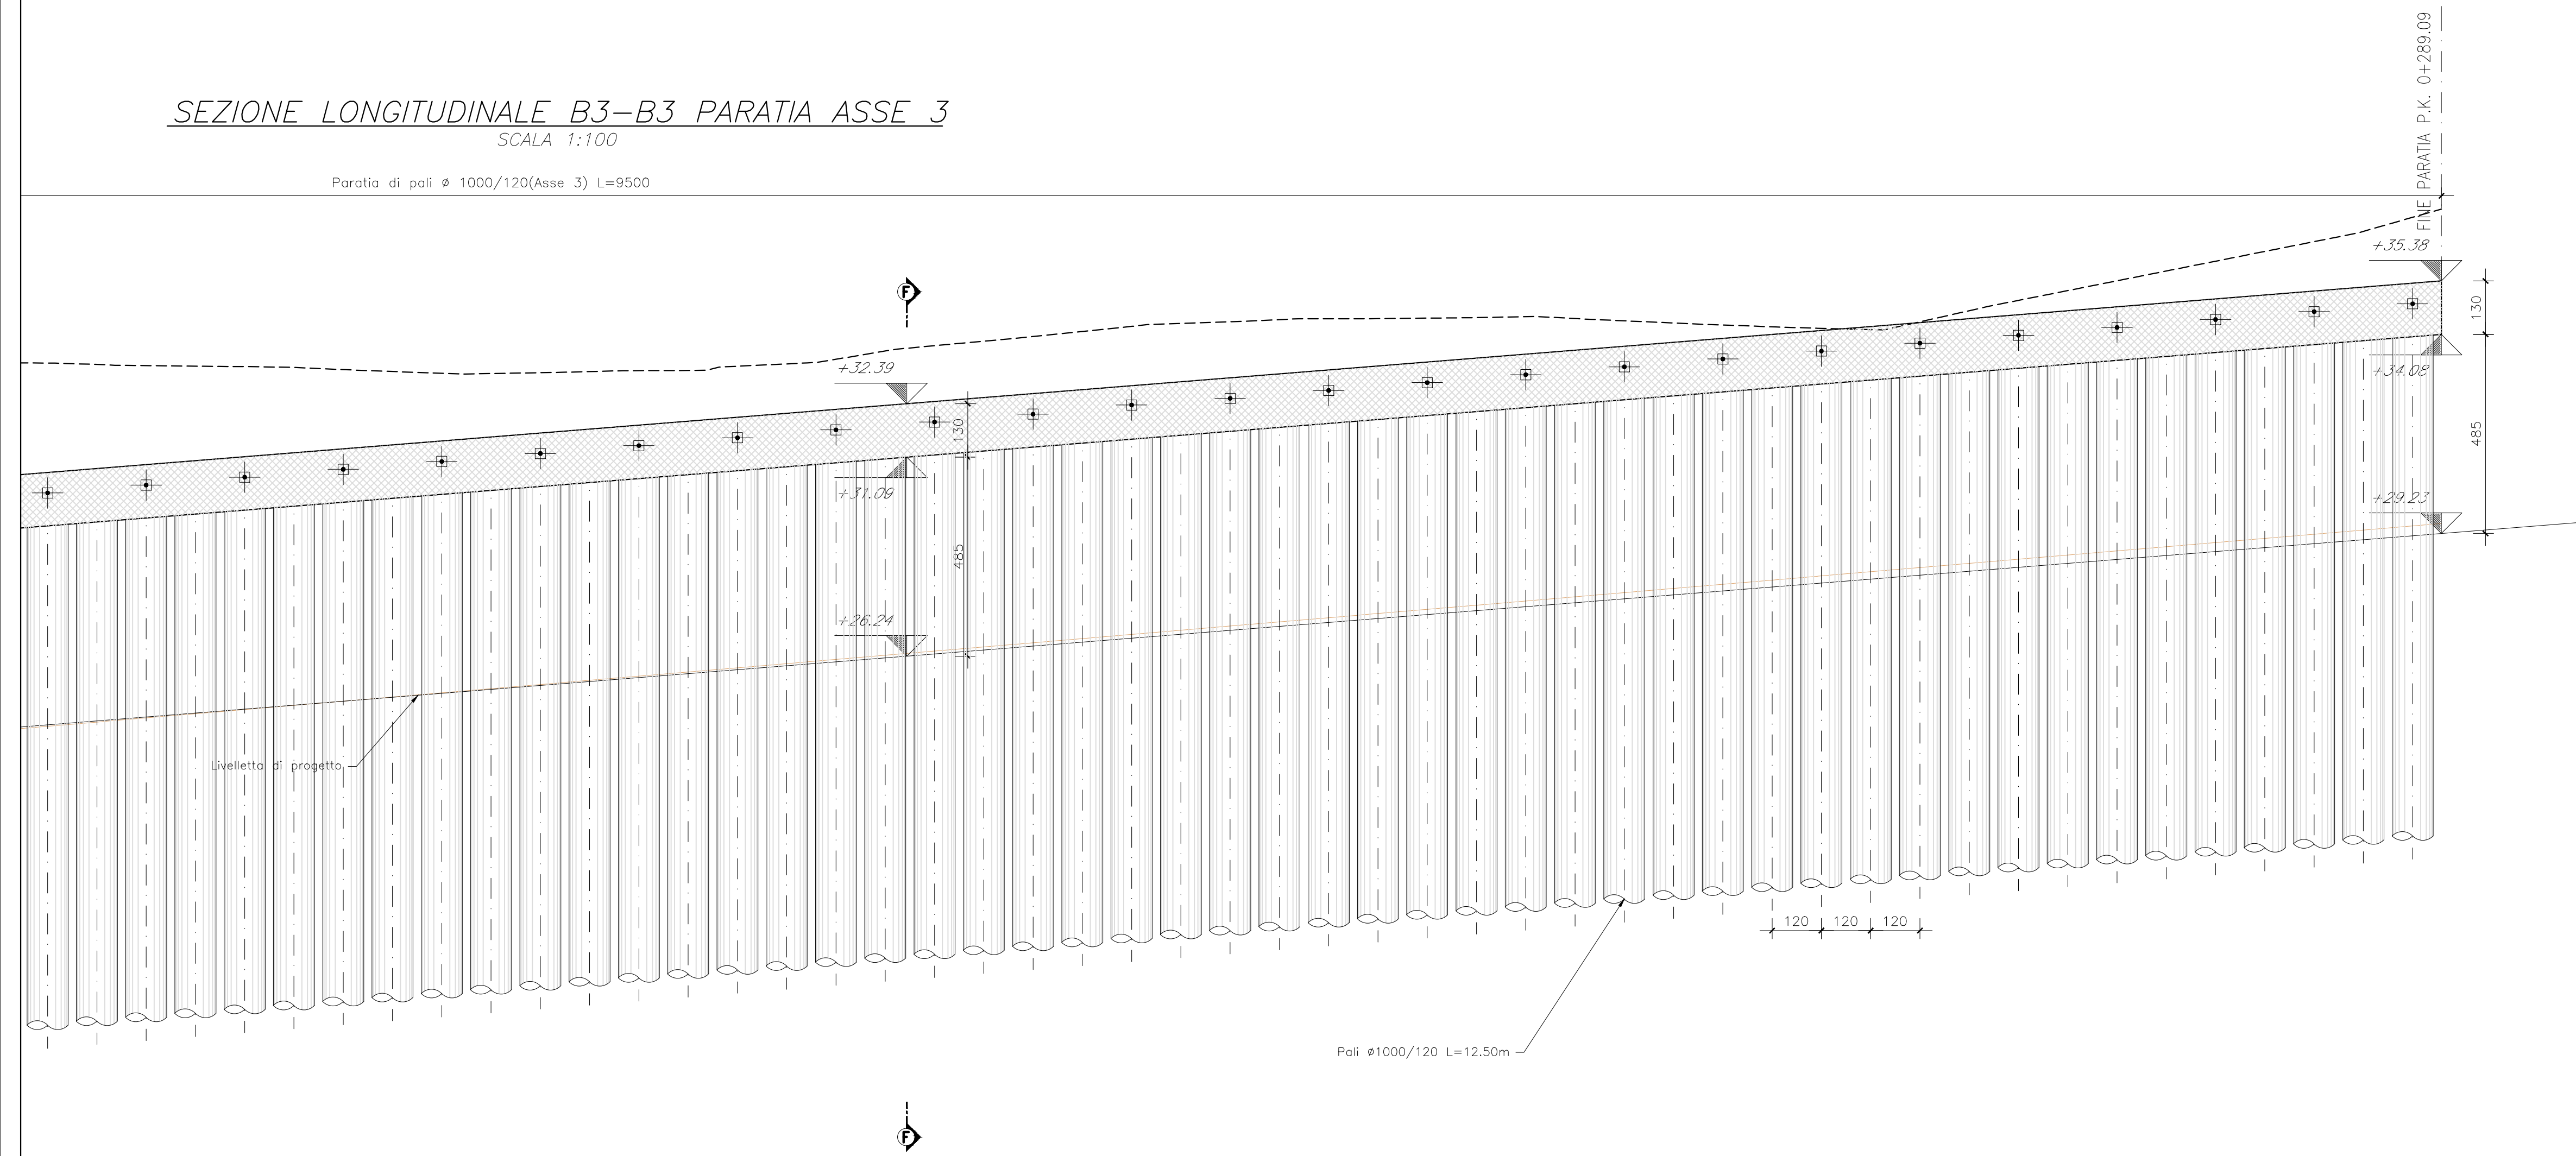 SEZIONE LONGITUDINALE B3-B3 PARATIA ASSE 3
SCALA 1:100
Paratia di pali ø 1000/120(Asse 3) L=9500
FINE PARATIA P.K. 0+289.09
F
+35.38
130
+34.08
485
+29.23
+32.39
130
+31.09
485
+26.24
Livelletta di progetto
120 120 120
Pali ø1000/120 L=12.50m
F